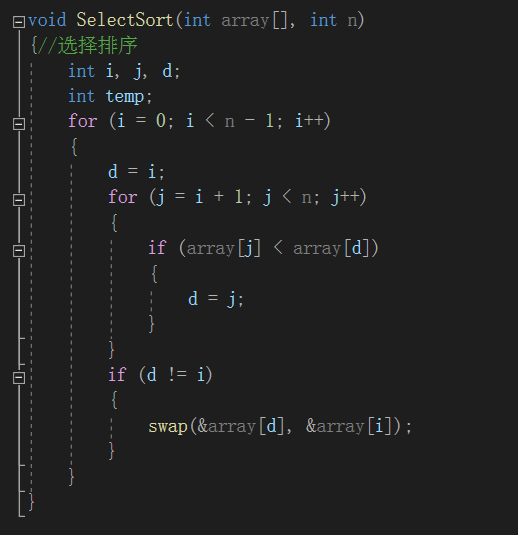 void SelectSort(int array[], int n)
{//选择排序
    int i, j, d;
    int temp;
    for (i = 0; i < n - 1; i++)
    {
        d = i;
        for (j = i + 1; j < n; j++)
        {
            if (array[j] < array[d])
            {
                d = j;
            }
        }
        if (d != i)
        {
            swap(&array[d], &array[i]);
        }
    }
}